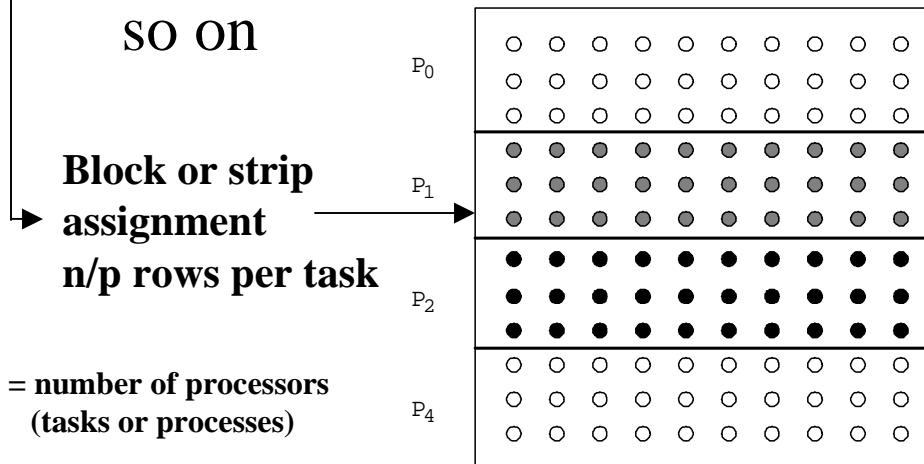 so on
Block or strip
assignment
n/p rows per task
= number of processors
(tasks or processes)
P0
P1
P2
P4